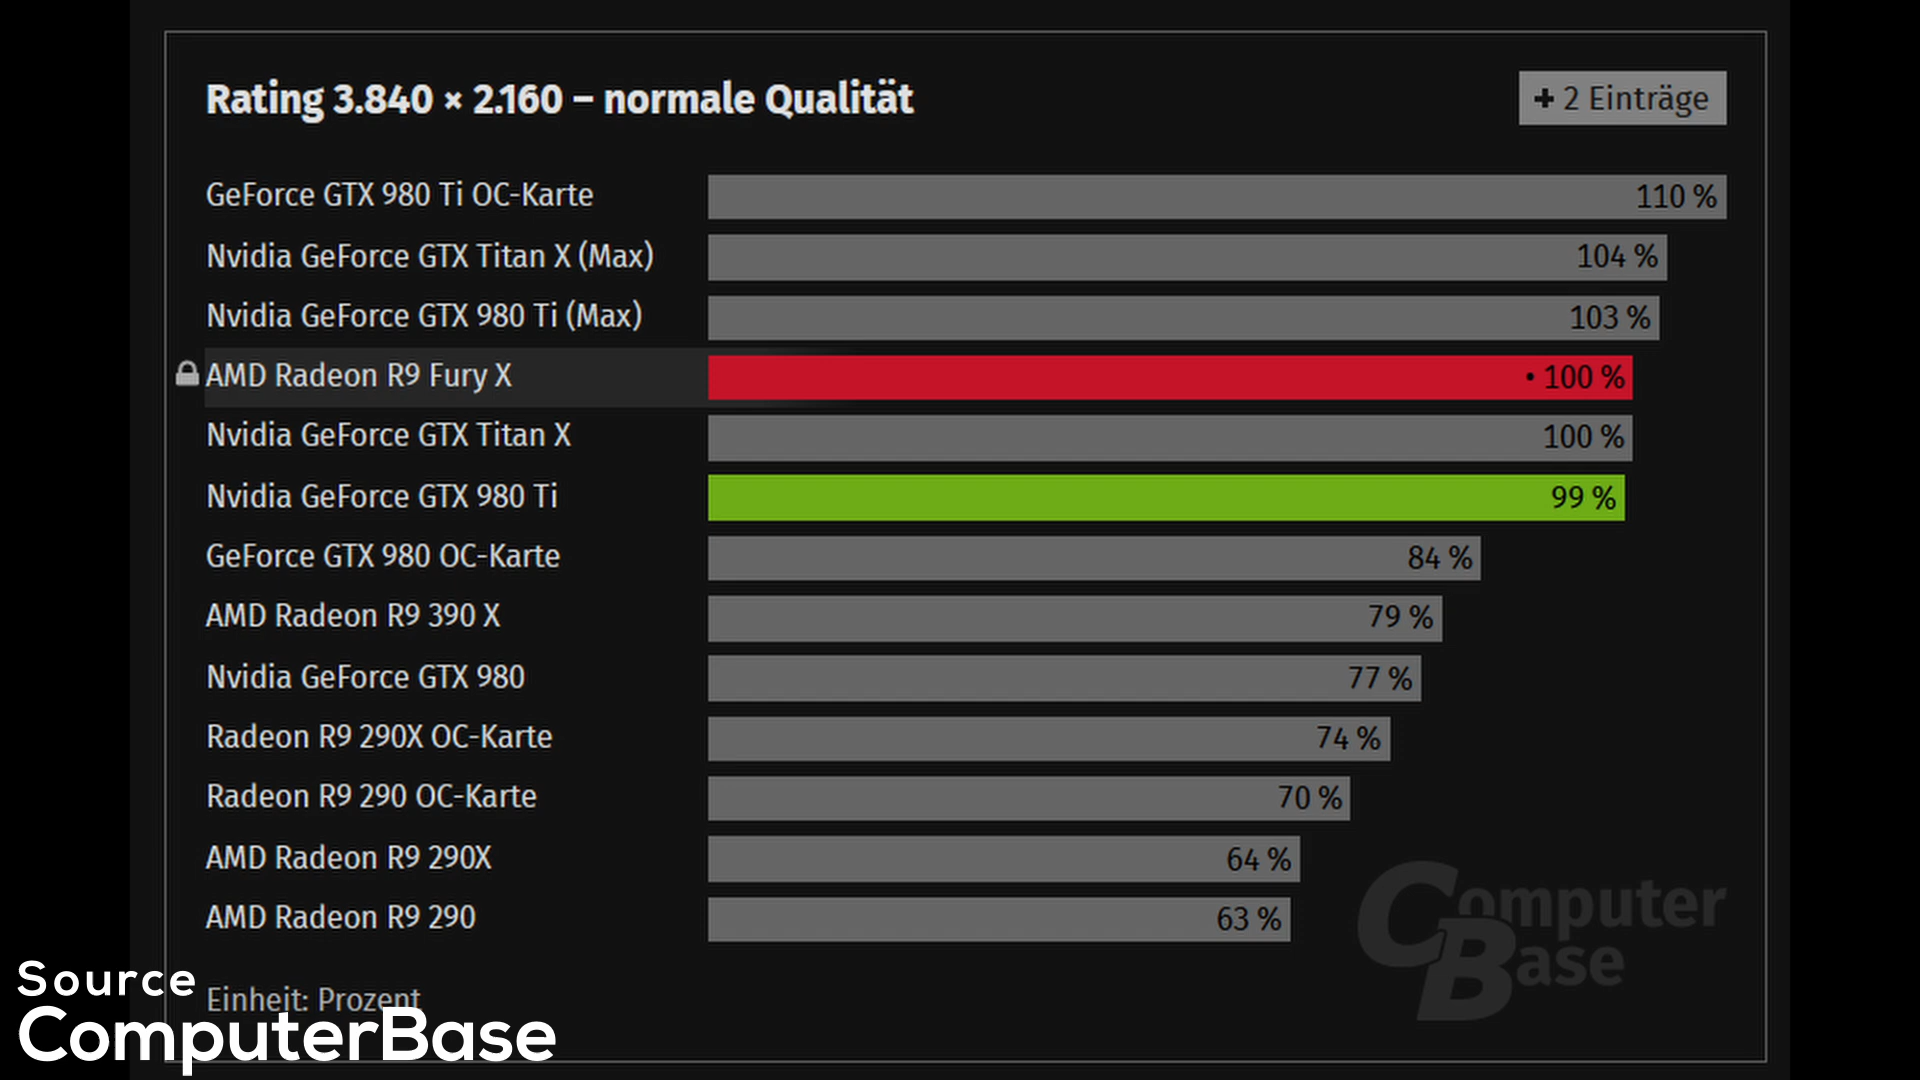 Rating 3.840 × 2.160 – normale Qualität
+ 2 Einträge
GeForce GTX 980 Ti OC-Karte 110 %
Nvidia GeForce GTX Titan X (Max) 104 %
Nvidia GeForce GTX 980 Ti (Max) 103 %
AMD Radeon R9 Fury X • 100 %
Nvidia GeForce GTX Titan X 100 %
Nvidia GeForce GTX 980 Ti 99 %
GeForce GTX 980 OC-Karte 84 %
AMD Radeon R9 390 X 79 %
Nvidia GeForce GTX 980 77 %
Radeon R9 290X OC-Karte 74 %
Radeon R9 290 OC-Karte 70 %
AMD Radeon R9 290X 64 %
AMD Radeon R9 290 63 %
Computer
Base
Einheit: Prozent
Source
ComputerBase